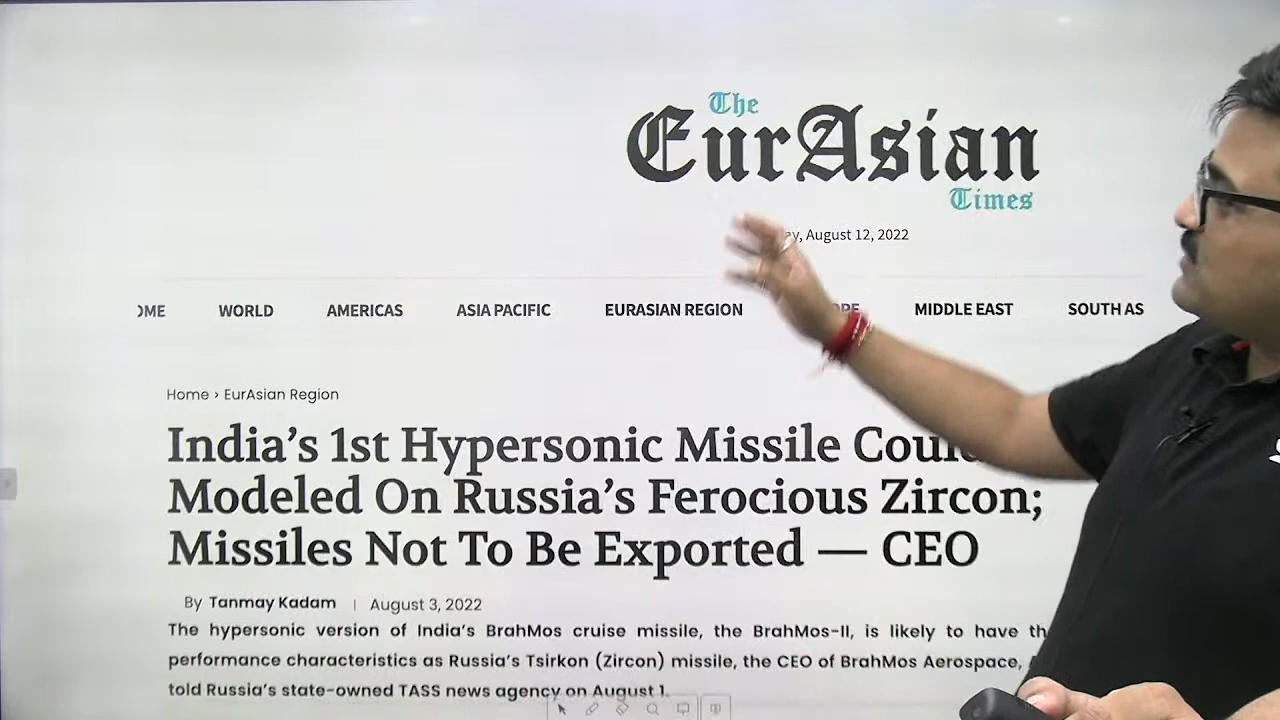 The
EurAsian
Times
August 12, 2022
WORLD AMERICAS ASIA PACIFIC EURASIAN REGION MIDDLE EAST SOUTH AS
Home › EurAsian Region
India's 1st Hypersonic Missile
Modeled On Russia's Ferocious Zircon;
Missiles Not To Be Exported — CEO
By Tanmay Kadam | August 3, 2022
The hypersonic version of India's BrahMos cruise missile, the BrahMos-II, is likely to have
performance characteristics as Russia's Tsirkon (Zircon) missile, the CEO of BrahMos Aerospace,
told Russia's state-owned TASS news agency on August 1.